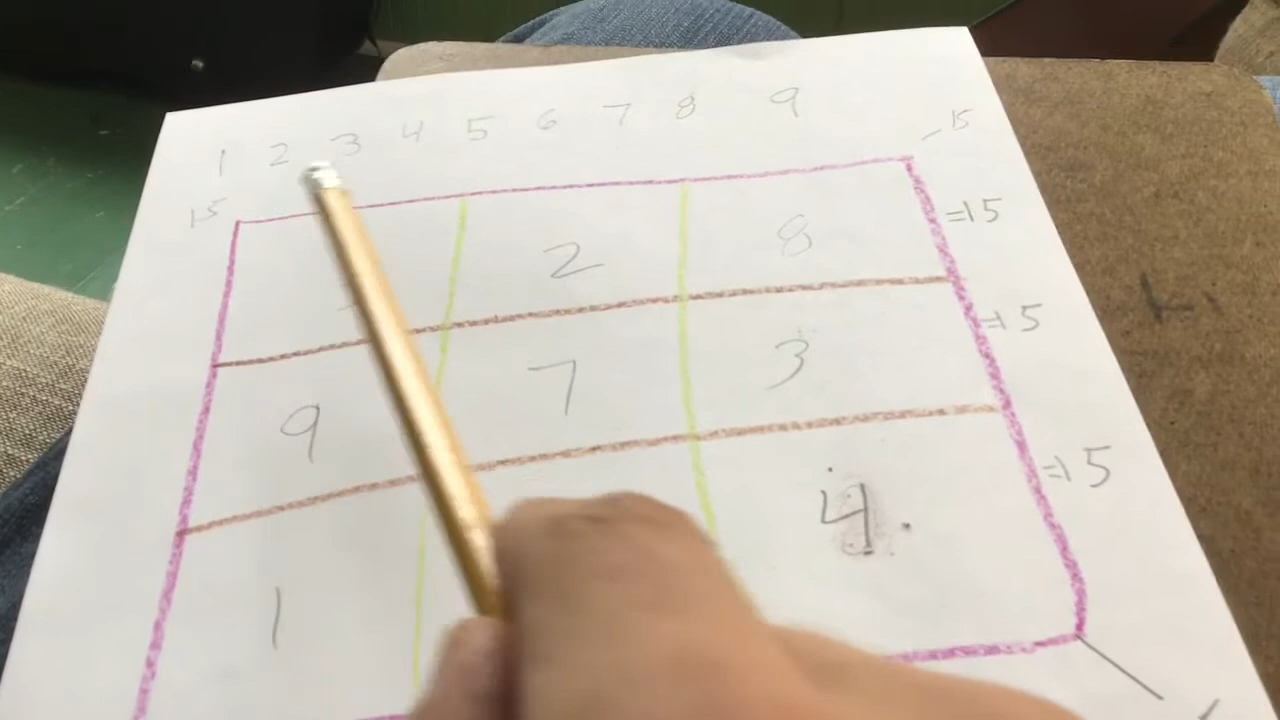 1 2 3 4 5 6 7 8 9
15 15
2 8 =15
9 7 3 =15
1 4. =15